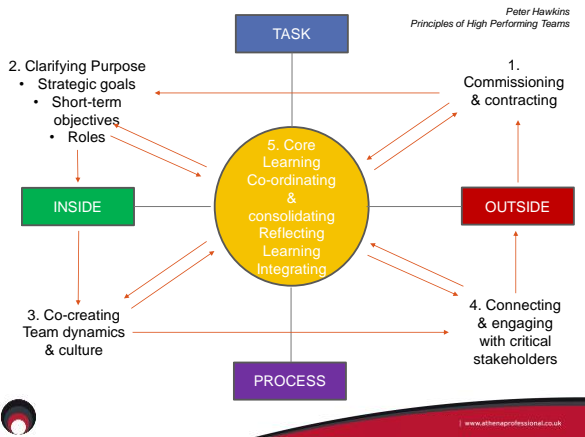 Peter Hawkins
Principles of High Performing Teams
TASK
2. Clarifying Purpose
• Strategic goals
• Short-term
objectives
• Roles
1.
Commissioning
& contracting
5. Core
Learning
Co-ordinating
&
consolidating
Reflecting
Learning
Integrating
INSIDE
OUTSIDE
3. Co-creating
Team dynamics
& culture
4. Connecting
& engaging
with critical
stakeholders
PROCESS
| www.athenaprofessional.co.uk